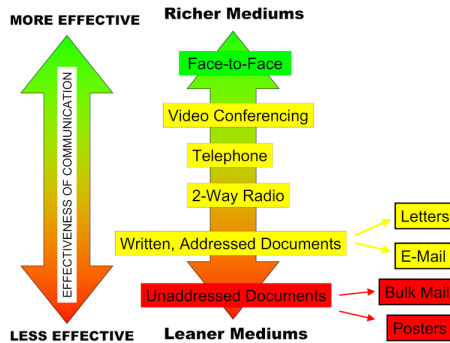 MORE EFFECTIVE
Richer Mediums
EFFECTIVENESS OF COMMUNICATION
Face-to-Face
Video Conferencing
Telephone
2-Way Radio
Written, Addressed Documents
Letters
E-Mail
Unaddressed Documents
Bulk Mail
Posters
LESS EFFECTIVE
Leaner Mediums